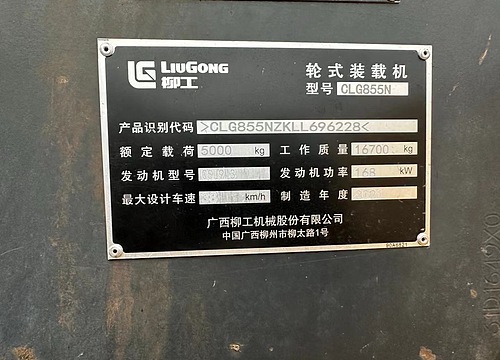 LiuGong
柳工
轮式装载机
型号 CLG855N
产品识别代码 >CLG855NZKLL696228<
额定载荷 5000 kg 工作质量 16700 kg
发动机型号 发动机功率 168 kW
最大设计车速 km/h 制造年度
广西柳工机械股份有限公司
中国广西柳州市柳太路1号